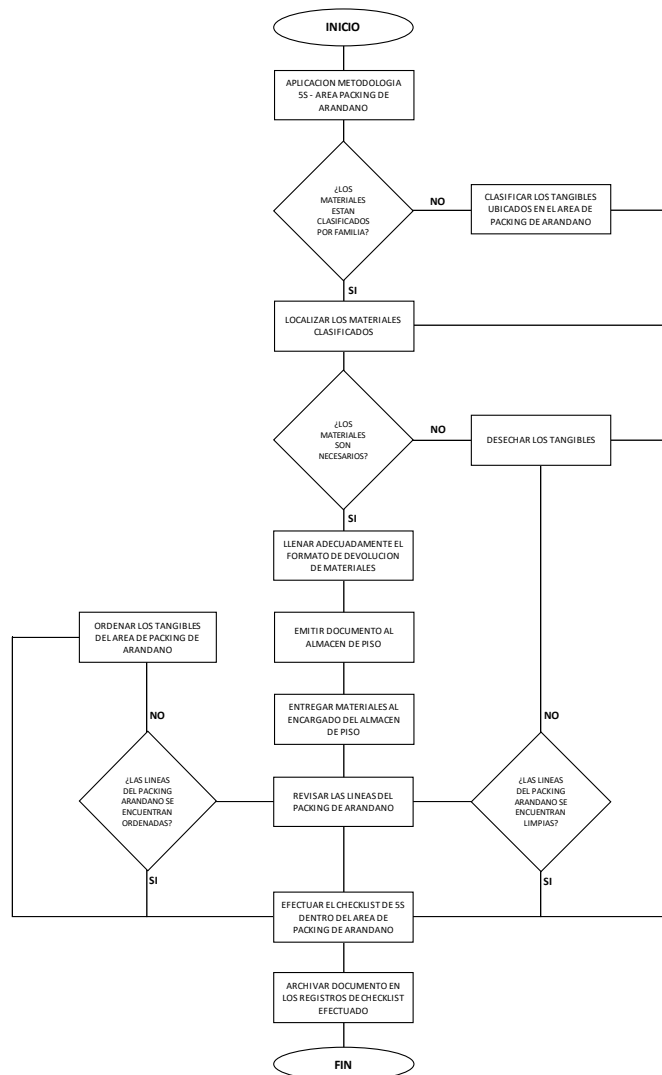 INICIO
APLICACION METODOLOGIA
5S - AREA PACKING DE
ARANDANO
¿LOS
MATERIALES
ESTAN
CLASIFICADOS
POR FAMILIA?
NO
CLASIFICAR LOS TANGIBLES
UBICADOS EN EL AREA DE
PACKING DE ARANDANO
SI
LOCALIZAR LOS MATERIALES
CLASIFICADOS
¿LOS
MATERIALES
SON
NECESARIOS?
NO
DESECHAR LOS TANGIBLES
SI
LLENAR ADECUADAMENTE EL
FORMATO DE DEVOLUCION
DE MATERIALES
ORDENAR LOS TANGIBLES
DEL AREA DE PACKING DE
ARANDANO
EMITIR DOCUMENTO AL
ALMACEN DE PISO
NO
ENTREGAR MATERIALES AL
ENCARGADO DEL ALMACEN
DE PISO
NO
¿LAS LINEAS
DEL PACKING
ARANDANO SE
ENCUENTRAN
ORDENADAS?
REVISAR LAS LINEAS DEL
PACKING DE ARANDANO
¿LAS LINEAS
DEL PACKING
ARANDANO SE
ENCUENTRAN
LIMPIAS?
SI
SI
EFECTUAR EL CHECKLIST DE 5S
DENTRO DEL AREA DE
PACKING DE ARANDANO
ARCHIVAR DOCUMENTO EN
LOS REGISTROS DE CHECKLIST
EFECTUADO
FIN